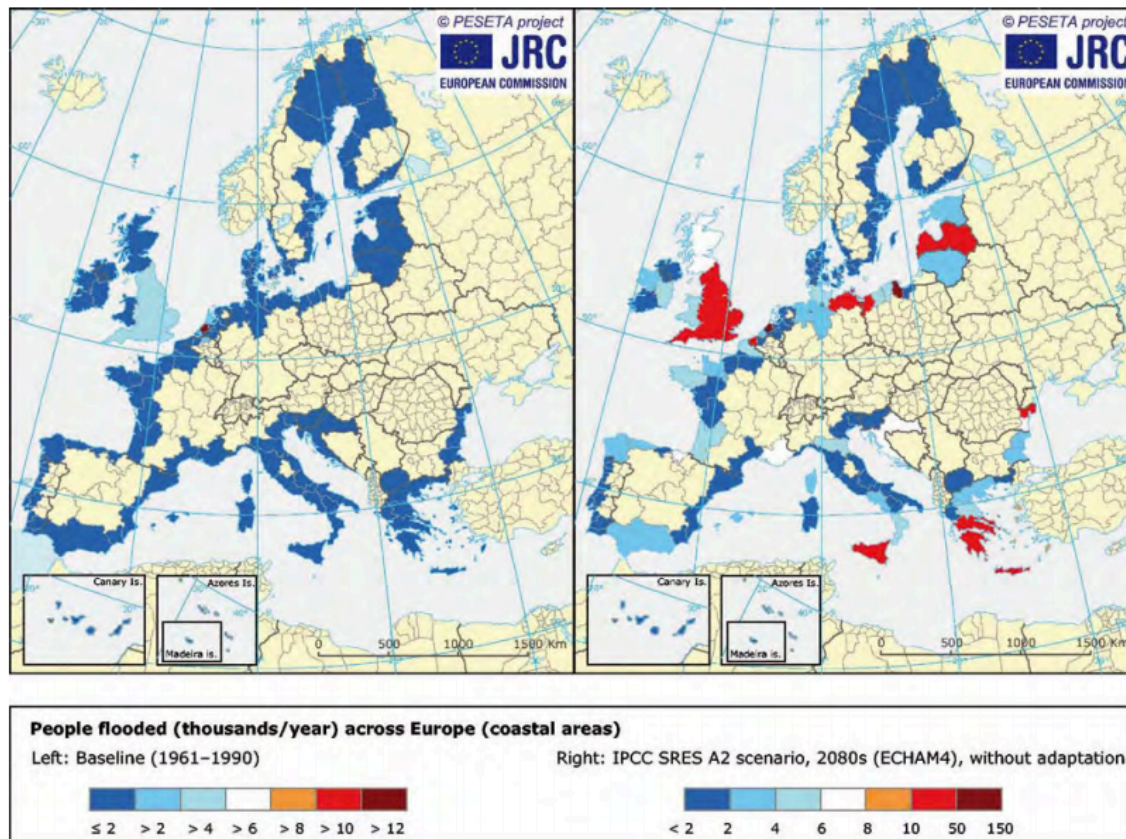 © PESETA project
JRC
EUROPEAN COMMISSION
Canary Is.
Azores Is.
Madeira is.
0 500 1000 1500 Km
© PESETA project
JRC
EUROPEAN COMMISSION
Canary Is.
Azores Is.
Madeira is.
0 500 1000 1500 Km
People flooded (thousands/year) across Europe (coastal areas)
Left: Baseline (1961–1990)
Right: IPCC SRES A2 scenario, 2080s (ECHAM4), without adaptation
≤ 2 > 2 > 4 > 6 > 8 > 10 > 12
< 2 2 4 6 8 10 50 150